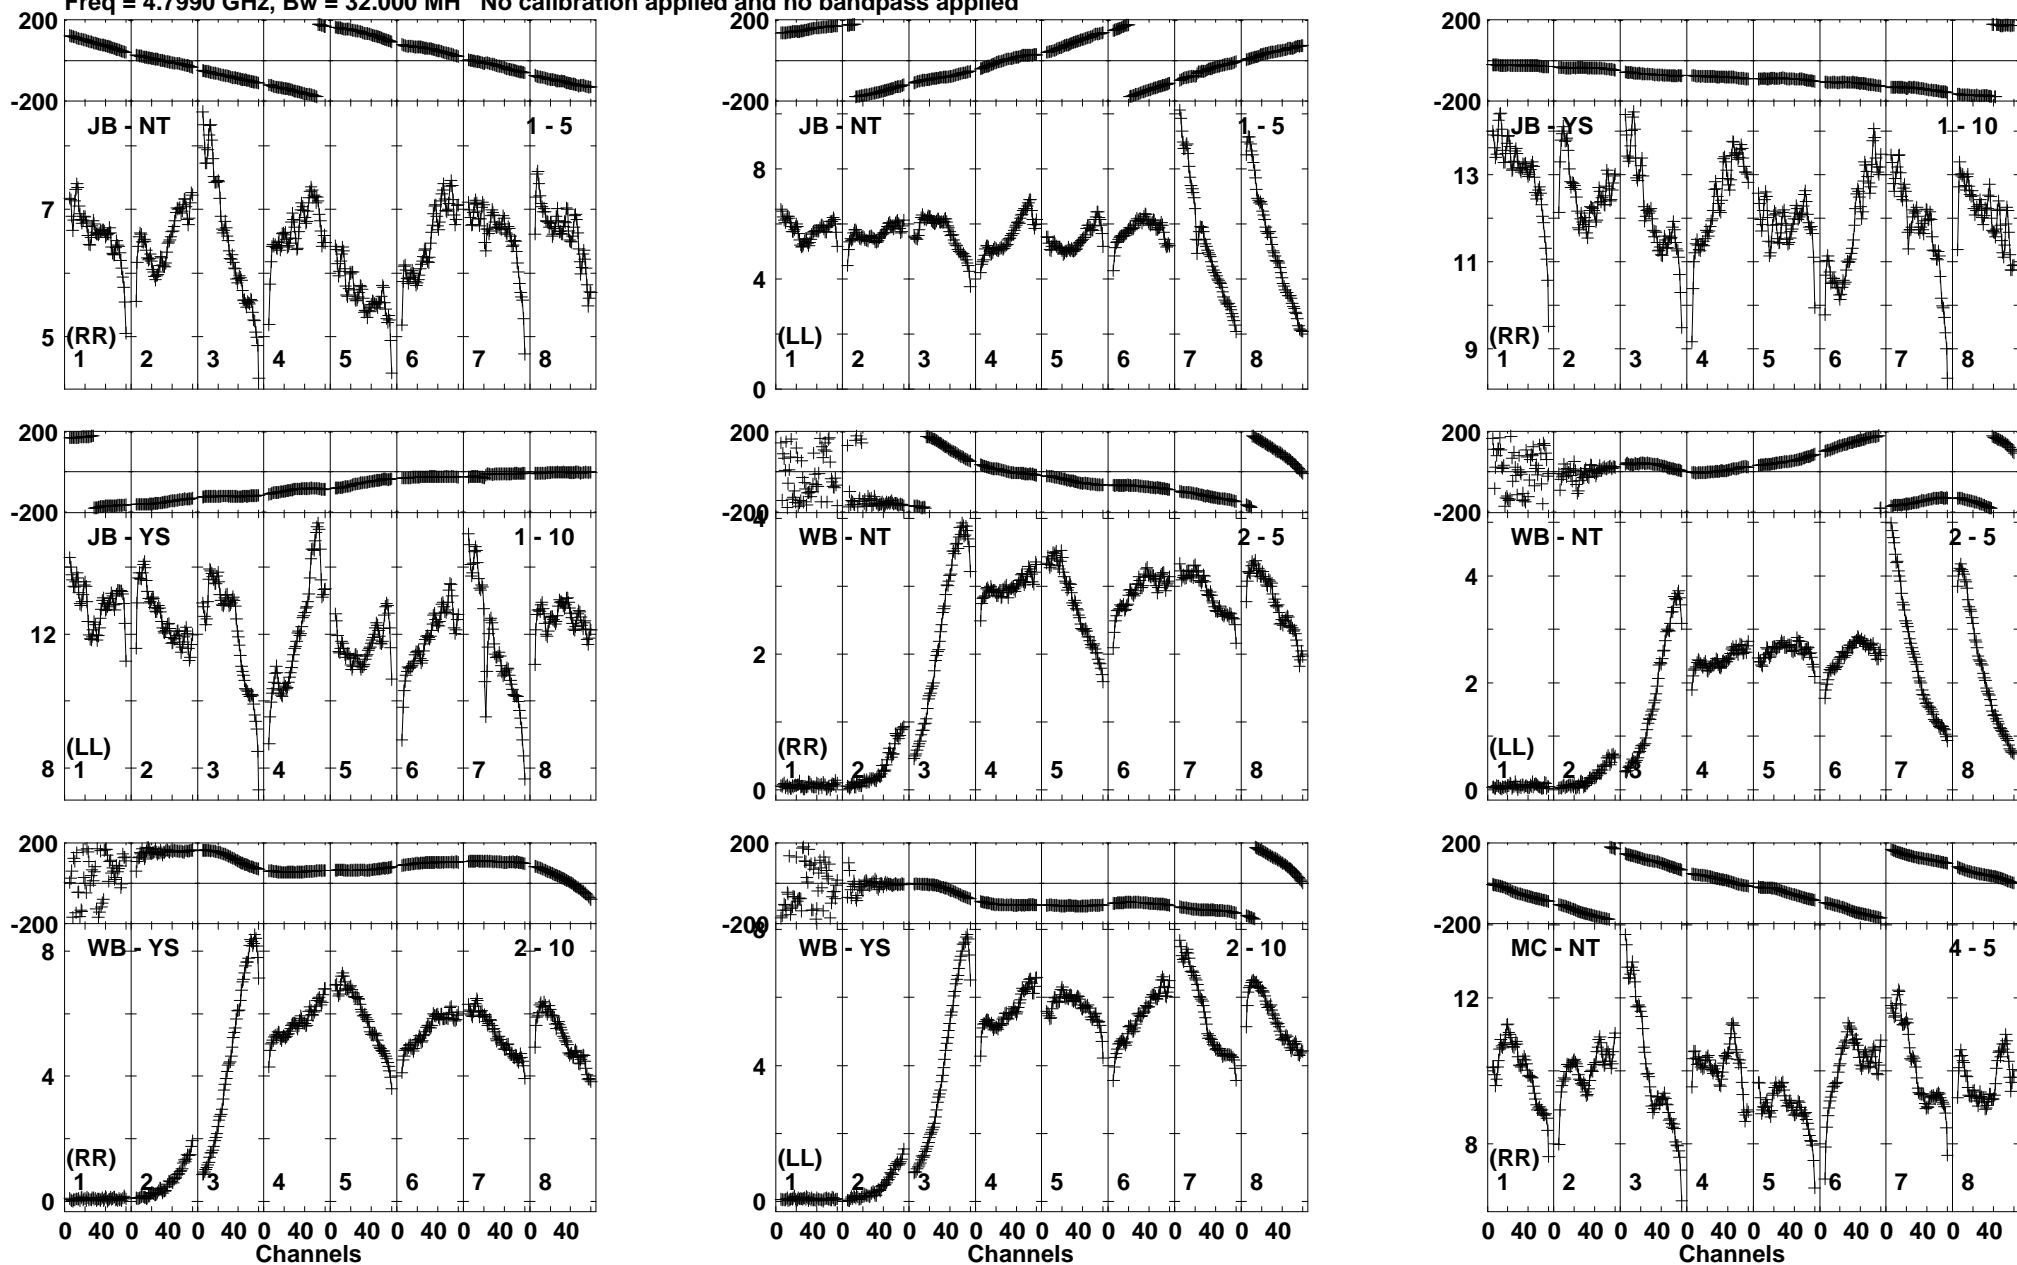 Freq = 4.7990 GHz, Bw = 32.000 MH No calibration applied and no bandpass applied
200 200 200
-200 -200 -200
JB - NT 1 - 5 JB - NT 1 - 5 JB - YS 1 - 10
7 8 13
4 11
5 9
(RR) (LL) (RR)
1 2 3 4 5 6 7 8 1 2 3 4 5 6 7 8 1 2 3 4 5 6 7 8
0
200 200 200
-200 -200 -200
JB - YS 1 - 10 4 WB - NT 2 - 5 WB - NT 2 - 5
12 2 4
2
(LL) (RR) (LL)
8 0 0
1 2 3 4 5 6 7 8 1 2 3 4 5 6 7 8 1 2 3 4 5 6 7 8
200 200 200
-200 -200 -200
WB - YS 2 - 10 8 WB - YS 2 - 10 MC - NT 4 - 5
8 12
4 4 8
(RR) (LL) (RR)
1 2 3 4 5 6 7 8 1 2 3 4 5 6 7 8 1 2 3 4 5 6 7 8
0 0
0 40 0 40 0 40 0 40 0 40 0 40 0 40 0 40 0 40 0 40 0 40 0 40 0 40 0 40 0 40 0 40 0 40 0 40 0 40 0 40 0 40 0 40 0 40 0 40
Channels Channels Channels